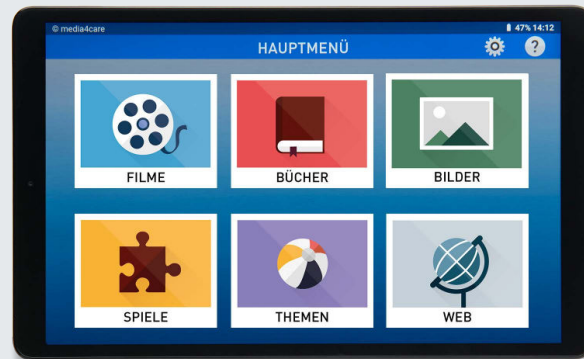 © media4care
47% 14:12
HAUPTMENÜ
?
FILME
BÜCHER
BILDER
SPIELE
THEMEN
WEB